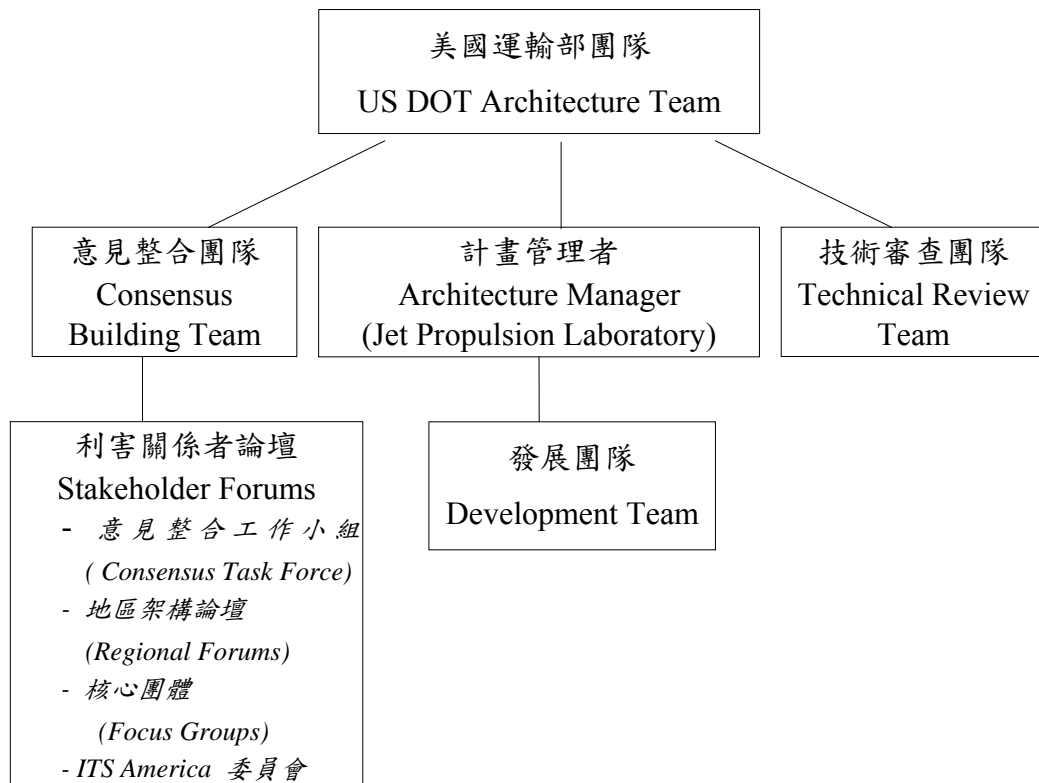 美國運輸部團隊
US DOT Architecture Team
意見整合團隊
Consensus
Building Team
計畫管理者
Architecture Manager
(Jet Propulsion Laboratory)
技術審查團隊
Technical Review
Team
利害關係者論壇
Stakeholder Forums
- 意見整合工作小組
( Consensus Task Force)
- 地區架構論壇
(Regional Forums)
- 核心團體
(Focus Groups)
- ITS America 委員會
發展團隊
Development Team